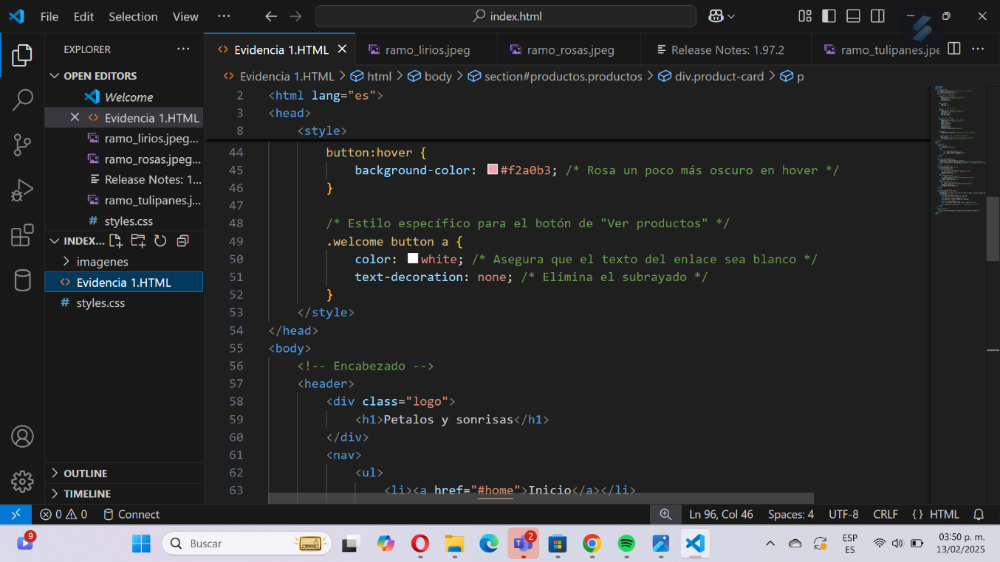 File Edit Selection View ··· index.html
EXPLORER ···
Evidencia 1.HTML ramo_lirios.jpeg ramo_rosas.jpeg Release Notes: 1.97.2 ramo_tulipanes.jpe ···
OPEN EDITORS
Welcome
Evidencia 1.HTML
ramo_lirios.jpeg...
ramo_rosas.jpeg...
Release Notes: 1...
ramo_tulipanes.j...
# styles.css
INDEX...
imagenes
Evidencia 1.HTML
# styles.css
OUTLINE
TIMELINE
Evidencia 1.HTML > html > body > section#productos.productos > div.product-card > p
2 <html lang="es">
3 <head>
8 <style>
44 button:hover {
45 background-color: #f2a0b3; /* Rosa un poco más oscuro en hover */
46 }
47
48 /* Estilo específico para el botón de "Ver productos" */
49 .welcome button a {
50 color: white; /* Asegura que el texto del enlace sea blanco */
51 text-decoration: none; /* Elimina el subrayado */
52 }
53 </style>
54 </head>
55 <body>
56 <!-- Encabezado -->
57 <header>
58 <div class="logo">
59 <h1>Petalos y sonrisas</h1>
60 </div>
61 <nav>
62 <ul>
63 <li><a href="#home">Inicio</a></li>
0 0 Connect Ln 96, Col 46 Spaces: 4 UTF-8 CRLF {} HTML
9 Buscar 2 ESP 03:50 p. m.
ES 13/02/2025